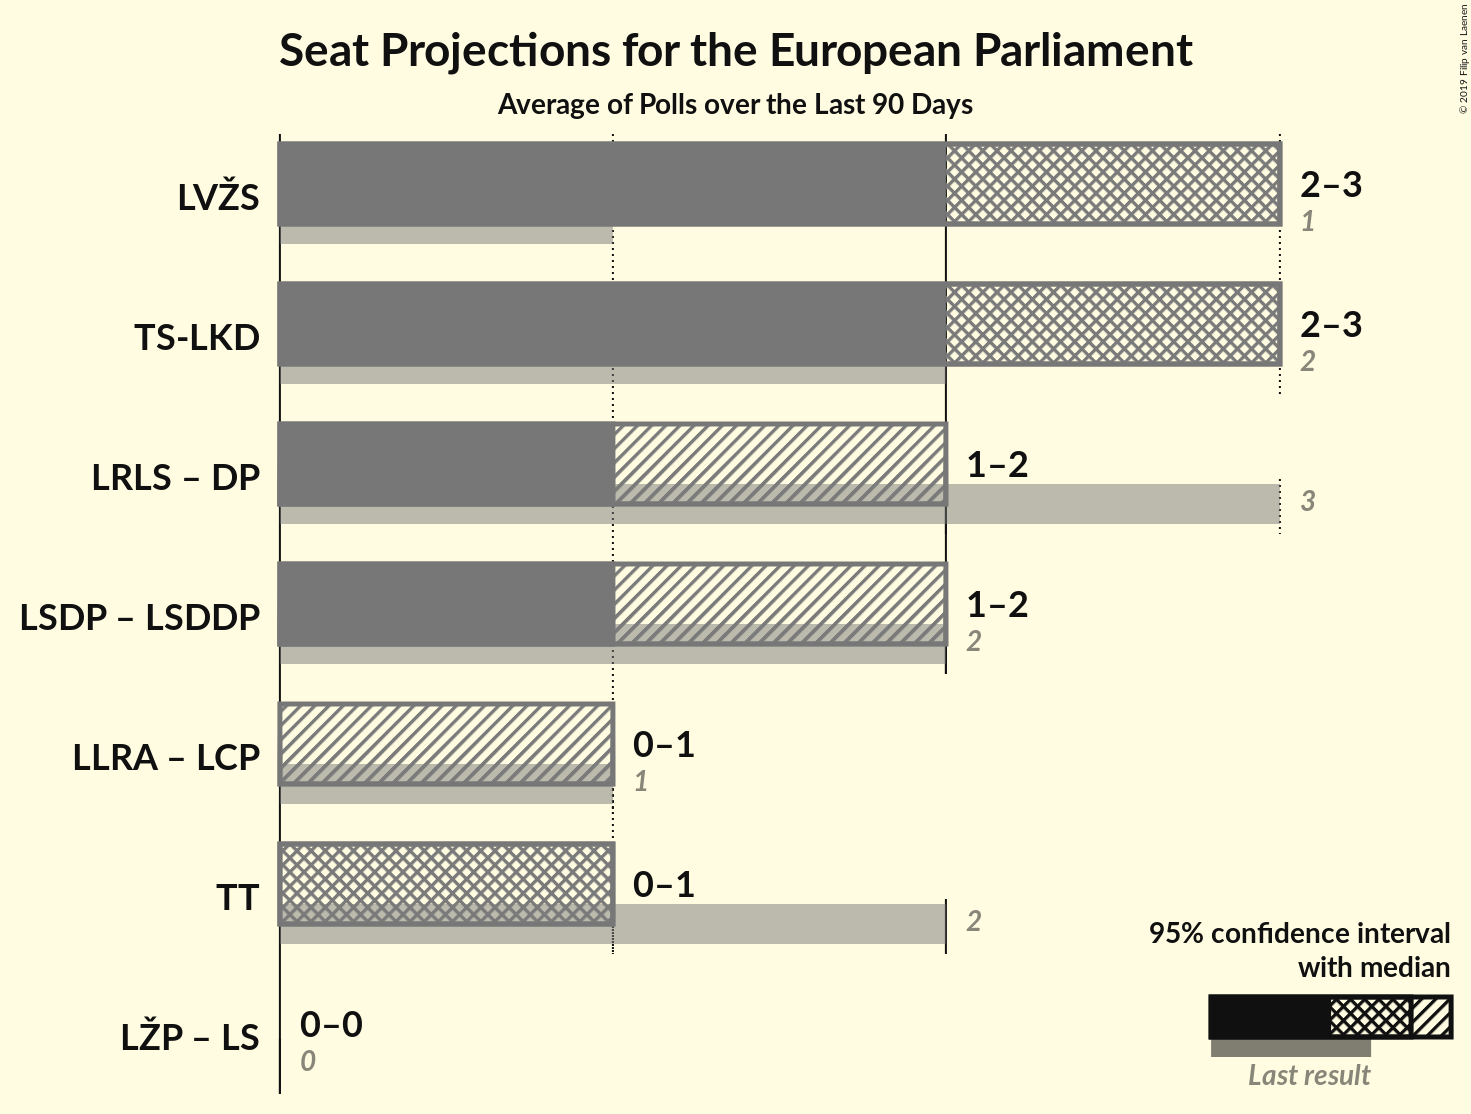 Seat Projections for the European Parliament
Average of Polls over the Last 90 Days
© 2019 Filip van Laenen
LVŽS
2–3
1
TS-LKD
2–3
2
LRLS – DP
1–2
3
LSDP – LSDDP
1–2
2
LLRA – LCP
0–1
1
TT
0–1
2
LŽP – LS
0–0
0
95% confidence interval
with median
Last result